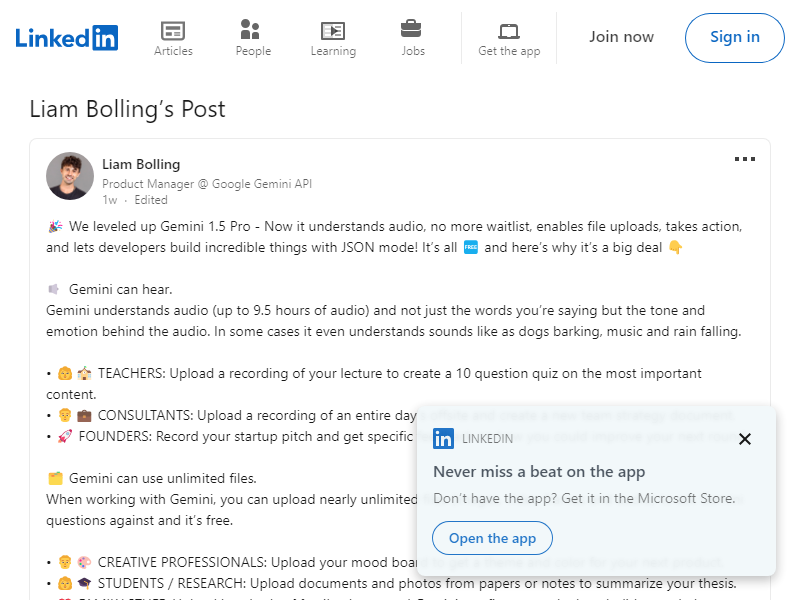 Linked in
Articles
People
Learning
Jobs
Get the app
Join now
Sign in
Liam Bolling's Post
Liam Bolling
Product Manager @ Google Gemini API
1w · Edited
🎉 We leveled up Gemini 1.5 Pro - Now it understands audio, no more waitlist, enables file uploads, takes action,
and lets developers build incredible things with JSON mode! It's all 🆓 and here's why it's a big deal 👇
Gemini can hear.
Gemini understands audio (up to 9.5 hours of audio) and not just the words you're saying but the tone and
emotion behind the audio. In some cases it even understands sounds like as dogs barking, music and rain falling.
• TEACHERS: Upload a recording of your lecture to create a 10 question quiz on the most important
content.
• CONSULTANTS: Upload a recording of an entire day
• 🚀 FOUNDERS: Record your startup pitch and get specific
🗂️ Gemini can use unlimited files.
When working with Gemini, you can upload nearly unlimited
questions against and it's free.
• CREATIVE PROFESSIONALS: Upload your mood board
• STUDENTS / RESEARCH: Upload documents and photos from papers or notes to summarize your thesis.
in LINKEDIN
Never miss a beat on the app
Don't have the app? Get it in the Microsoft Store.
Open the app